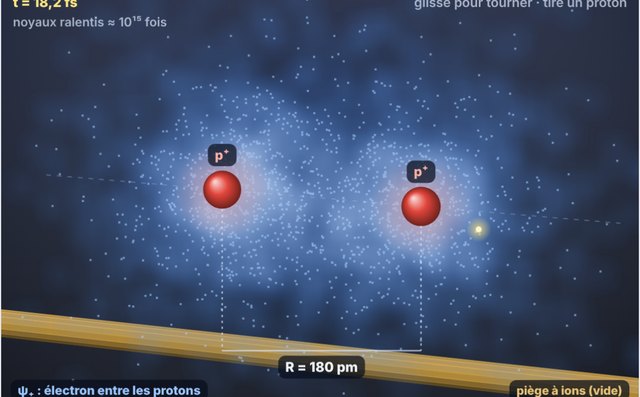 t = 18,2 fs
glisse pour tourner · tire un proton
noyaux ralentis ≈ 10¹⁵ fois
p⁺
p⁺
R = 180 pm
ψ₊ : électron entre les protons
piège à ions (vide)